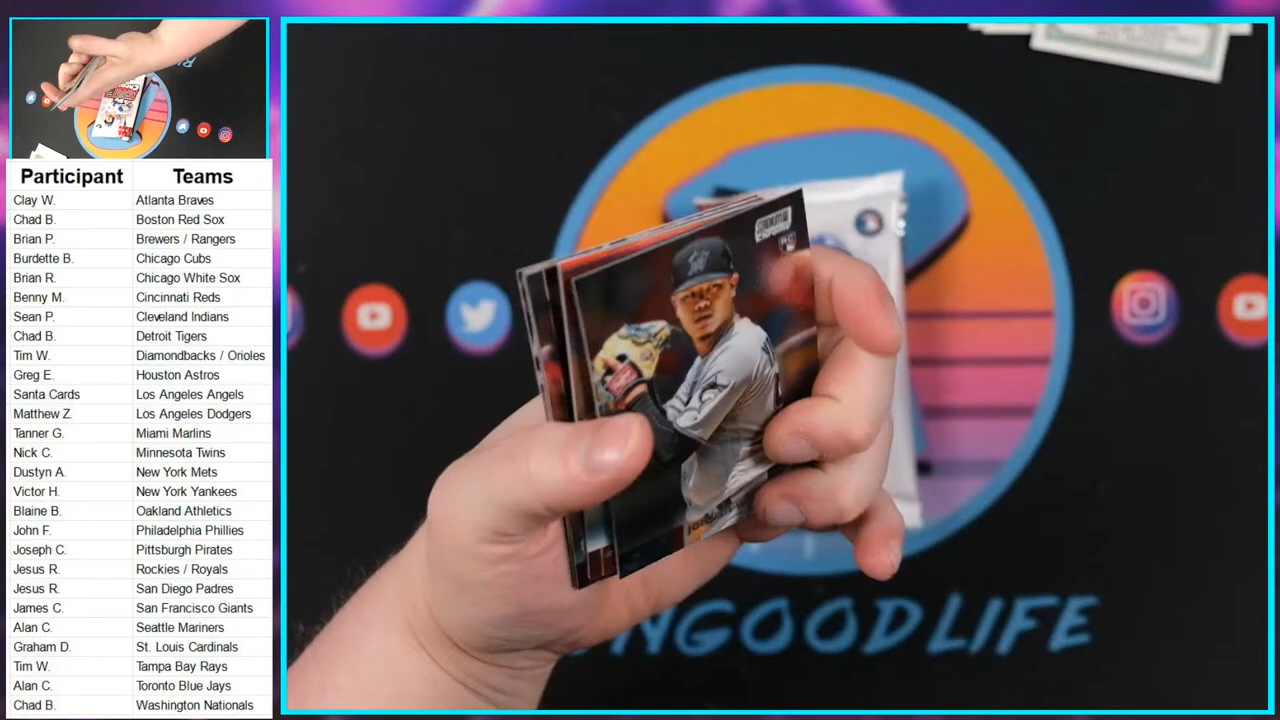 Participant Teams
Clay W. Atlanta Braves
Chad B. Boston Red Sox
Brian P. Brewers / Rangers
Burdette B. Chicago Cubs
Brian R. Chicago White Sox
Benny M. Cincinnati Reds
Sean P. Cleveland Indians
Chad B. Detroit Tigers
Tim W. Diamondbacks / Orioles
Greg E. Houston Astros
Santa Cards Los Angeles Angels
Matthew Z. Los Angeles Dodgers
Tanner G. Miami Marlins
Nick C. Minnesota Twins
Dustyn A. New York Mets
Victor H. New York Yankees
Blaine B. Oakland Athletics
John F. Philadelphia Phillies
Joseph C. Pittsburgh Pirates
Jesus R. Rockies / Royals
Jesus R. San Diego Padres
James C. San Francisco Giants
Alan C. Seattle Mariners
Graham D. St. Louis Cardinals
Tim W. Tampa Bay Rays
Alan C. Toronto Blue Jays
Chad B. Washington Nationals
STADIUM
RC
NGOODLIFE